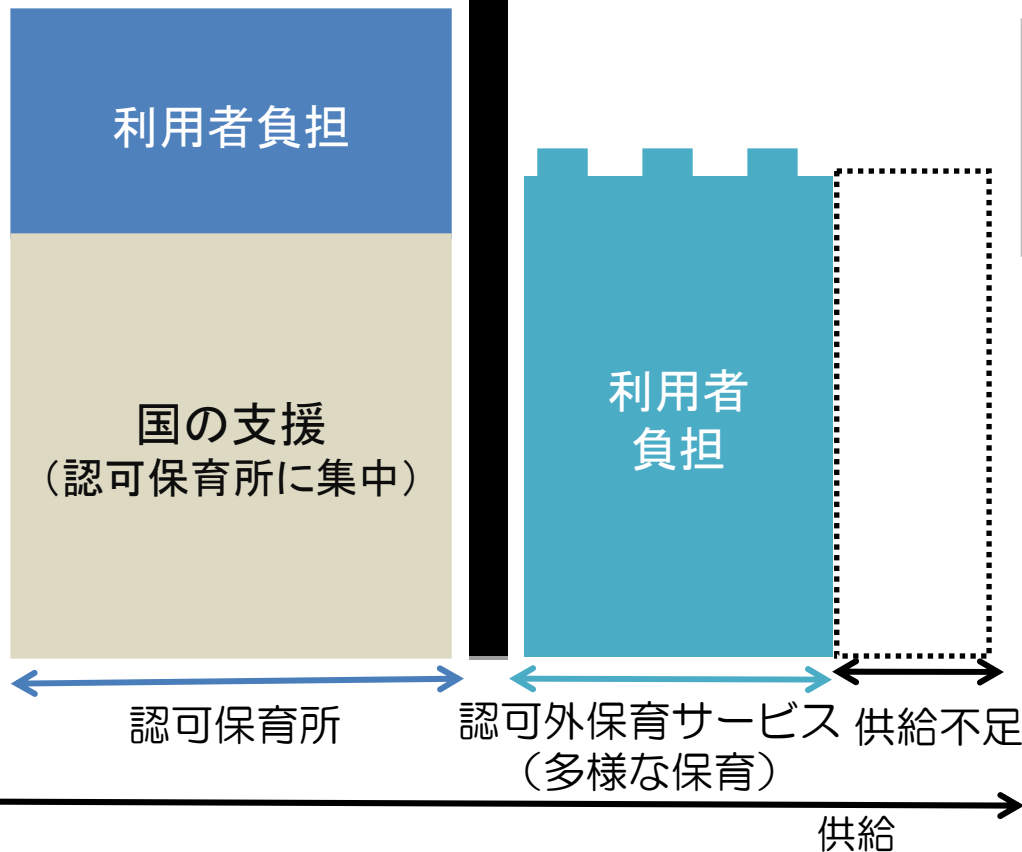 利用者負担
国の支援
（認可保育所に集中）
利用者
負担
認可保育所
認可外保育サービス
（多様な保育）
供給不足
供給